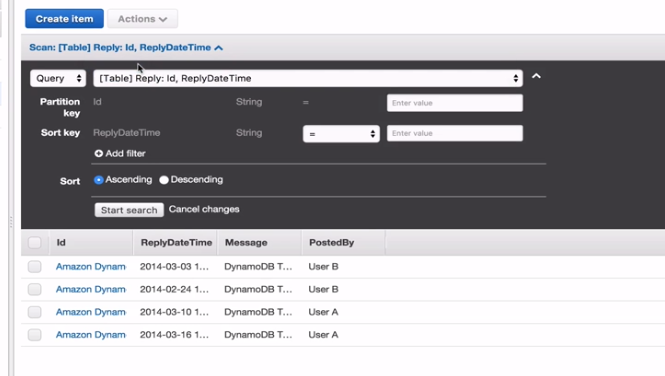 Create item Actions
Scan: [Table] Reply: Id, ReplyDateTime
Query [Table] Reply: Id, ReplyDateTime
Partition key Id String = Enter value
Sort key ReplyDateTime String = Enter value
Add filter
Sort Ascending Descending
Start search Cancel changes
Id ReplyDateTime Message PostedBy
Amazon Dynam 2014-03-03 1... DynamoDB T... User B
Amazon Dynam 2014-02-24 1... DynamoDB T... User B
Amazon Dynam 2014-03-10 1... DynamoDB T... User A
Amazon Dynam 2014-03-16 1... DynamoDB T... User A